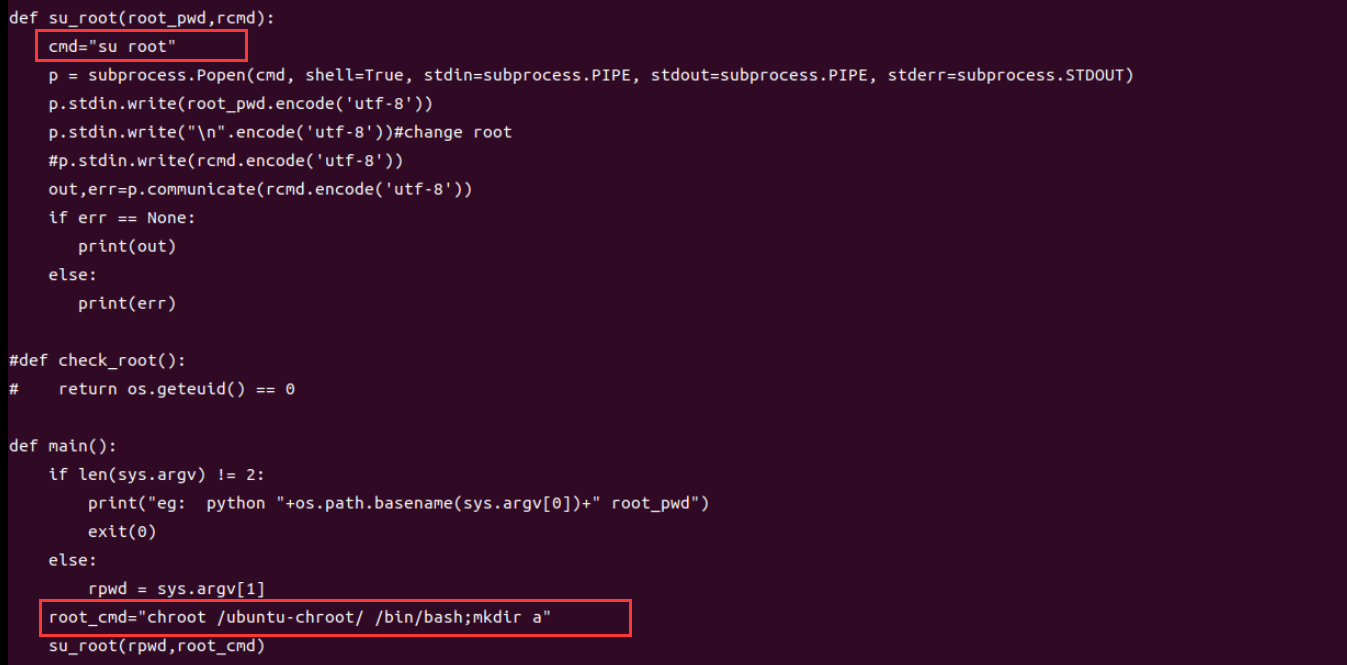 def su_root(root_pwd,rcmd):
    cmd="su root"
    p = subprocess.Popen(cmd, shell=True, stdin=subprocess.PIPE, stdout=subprocess.PIPE, stderr=subprocess.STDOUT)
    p.stdin.write(root_pwd.encode('utf-8'))
    p.stdin.write("\n".encode('utf-8'))#change root
    #p.stdin.write(rcmd.encode('utf-8'))
    out,err=p.communicate(rcmd.encode('utf-8'))
    if err == None:
       print(out)
    else:
       print(err)

#def check_root():
#    return os.geteuid() == 0

def main():
    if len(sys.argv) != 2:
        print("eg:  python "+os.path.basename(sys.argv[0])+" root_pwd")
        exit(0)
    else:
        rpwd = sys.argv[1]
    root_cmd="chroot /ubuntu-chroot/ /bin/bash;mkdir a"
    su_root(rpwd,root_cmd)